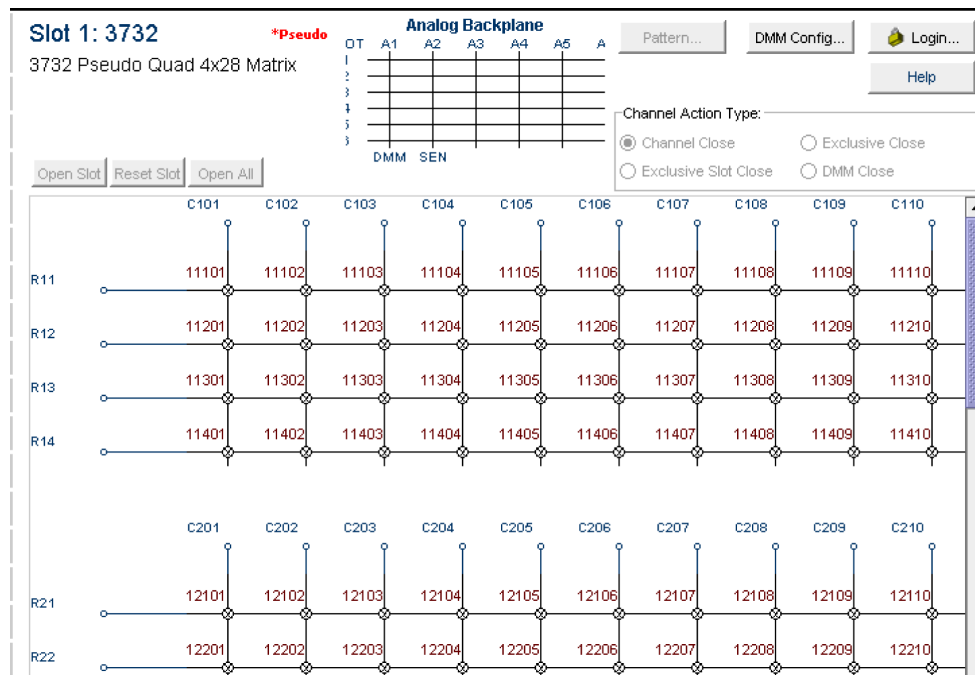 Slot 1: 3732
*Pseudo
3732 Pseudo Quad 4x28 Matrix
Analog Backplane
OT A1 A2 A3 A4 A5 A
DMM SEN
Pattern... DMM Config... Login...
Help
Channel Action Type:
Channel Close Exclusive Close
Exclusive Slot Close DMM Close
Open Slot Reset Slot Open All
C101 C102 C103 C104 C105 C106 C107 C108 C109 C110
R11 11101 11102 11103 11104 11105 11106 11107 11108 11109 11110
R12 11201 11202 11203 11204 11205 11206 11207 11208 11209 11210
R13 11301 11302 11303 11304 11305 11306 11307 11308 11309 11310
R14 11401 11402 11403 11404 11405 11406 11407 11408 11409 11410
C201 C202 C203 C204 C205 C206 C207 C208 C209 C210
R21 12101 12102 12103 12104 12105 12106 12107 12108 12109 12110
R22 12201 12202 12203 12204 12205 12206 12207 12208 12209 12210